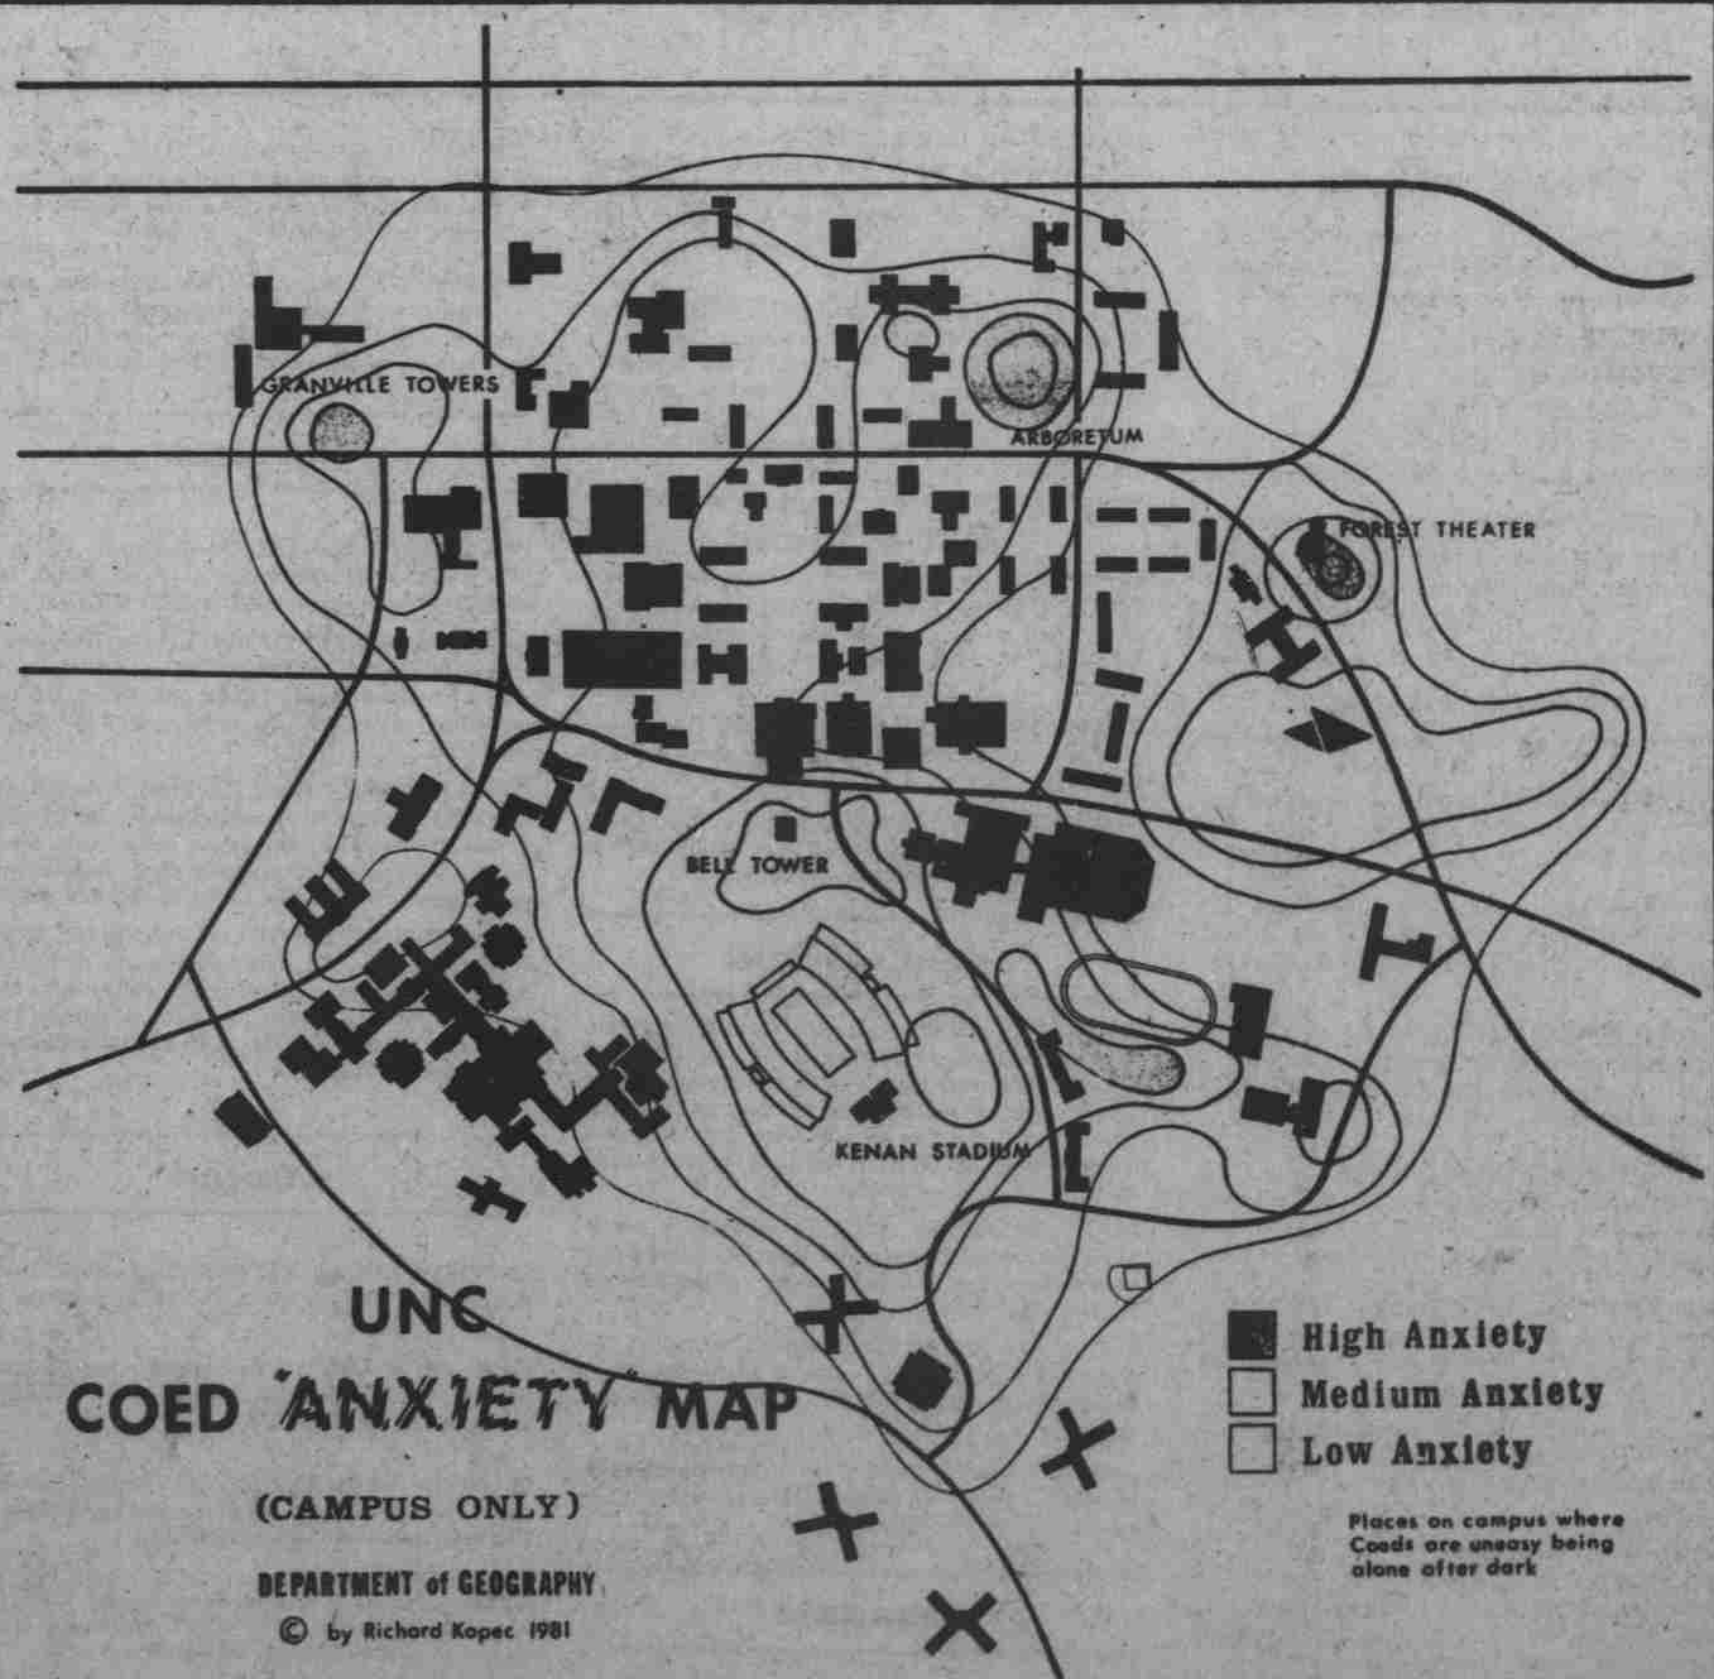 GRANVILLE TOWERS
ARBORETUM
FOREST THEATER
BELL TOWER
KENAN STADIUM
UNC
COED "ANXIETY" MAP
(CAMPUS ONLY)
DEPARTMENT of GEOGRAPHY
© by Richard Kopec 1981
High Anxiety
Medium Anxiety
Low Anxiety
Places on campus where
Coeds are uneasy being
alone after dark